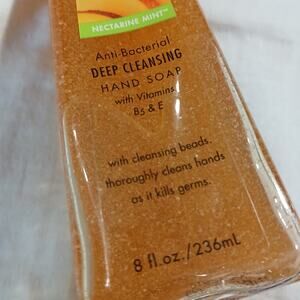 NECTARINE MINT™
Anti-Bacterial
DEEP CLEANSING
HAND SOAP
with Vitamins
B5 & E
with cleansing beads.
thoroughly cleans hands
as it kills germs.
8 fl.oz./236mL